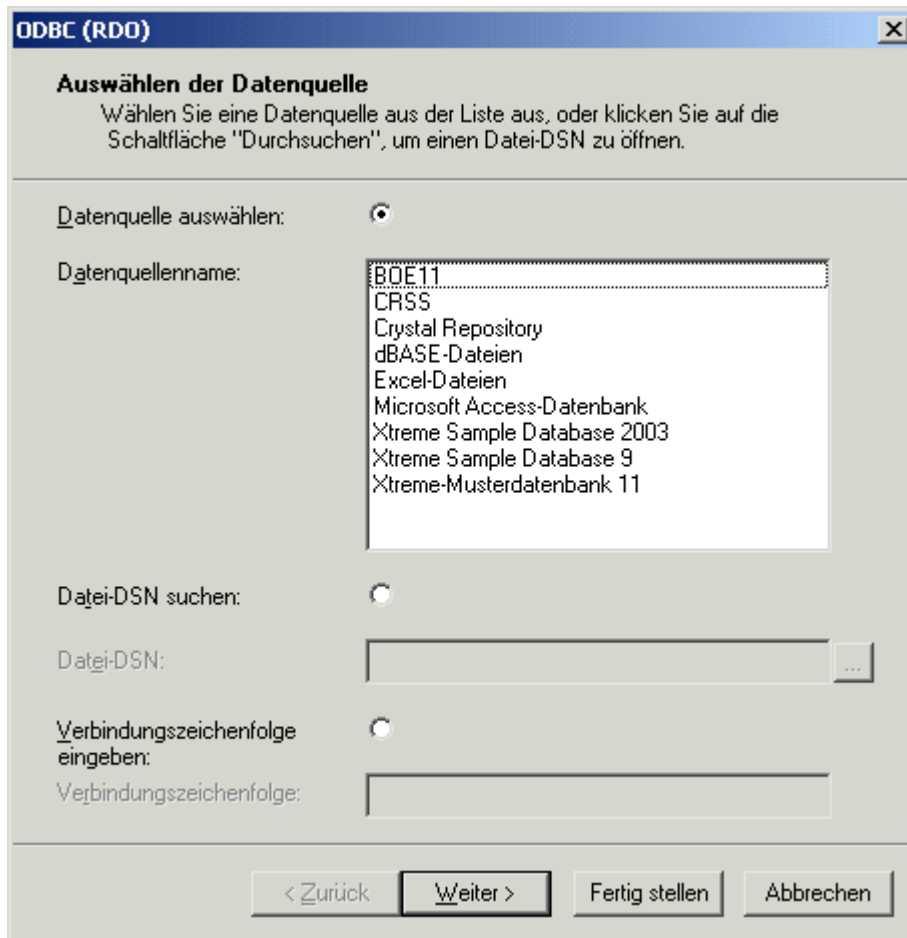 ODBC (RDO)
Auswählen der Datenquelle
Wählen Sie eine Datenquelle aus der Liste aus, oder klicken Sie auf die
Schaltfläche "Durchsuchen", um einen Datei-DSN zu öffnen.
Datenquelle auswählen:
Datenquellenname:
BOE11
CRSS
Crystal Repository
dBASE-Dateien
Excel-Dateien
Microsoft Access-Datenbank
Xtreme Sample Database 2003
Xtreme Sample Database 9
Xtreme-Musterdatenbank 11
Datei-DSN suchen:
Datei-DSN:
...
Verbindungszeichenfolge
eingeben:
Verbindungszeichenfolge:
< Zurück
Weiter >
Fertig stellen
Abbrechen